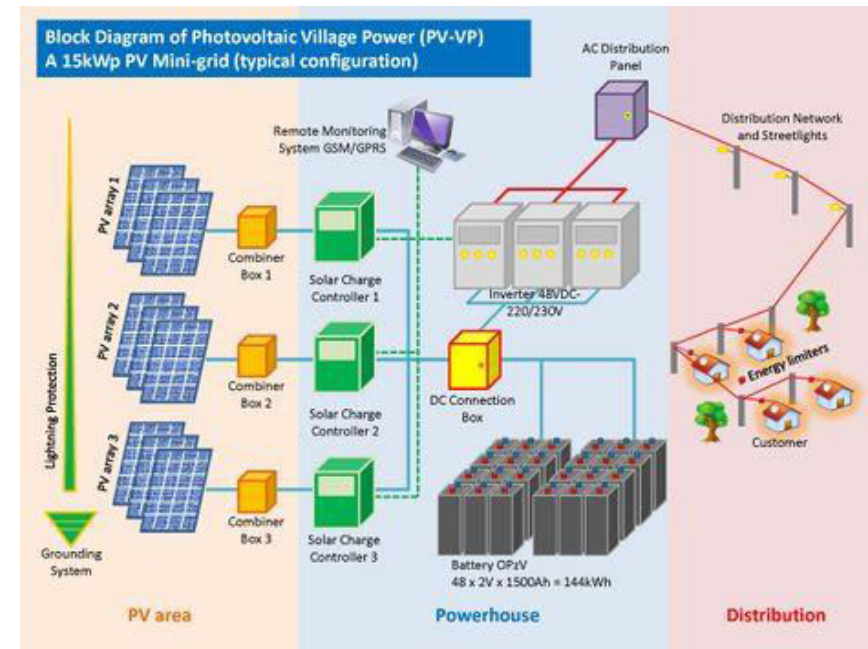 Block Diagram of Photovoltaic Village Power (PV-VP)
A 15kWp PV Mini-grid (typical configuration)
AC Distribution
Panel
Remote Monitoring
System GSM/GPRS
Distribution Network
and Streetlights
PV array 1
Combiner
Box 1
Solar Charge
Controller 1
Inverter 48VDC-
220/230V
PV array 2
Combiner
Box 2
Solar Charge
Controller 2
DC Connection
Box
Energy limiters
Customer
Lightning Protection
PV array 3
Combiner
Box 3
Solar Charge
Controller 3
Grounding
System
Battery OPzV
48 x 2V x 1500Ah = 144kWh
PV area
Powerhouse
Distribution